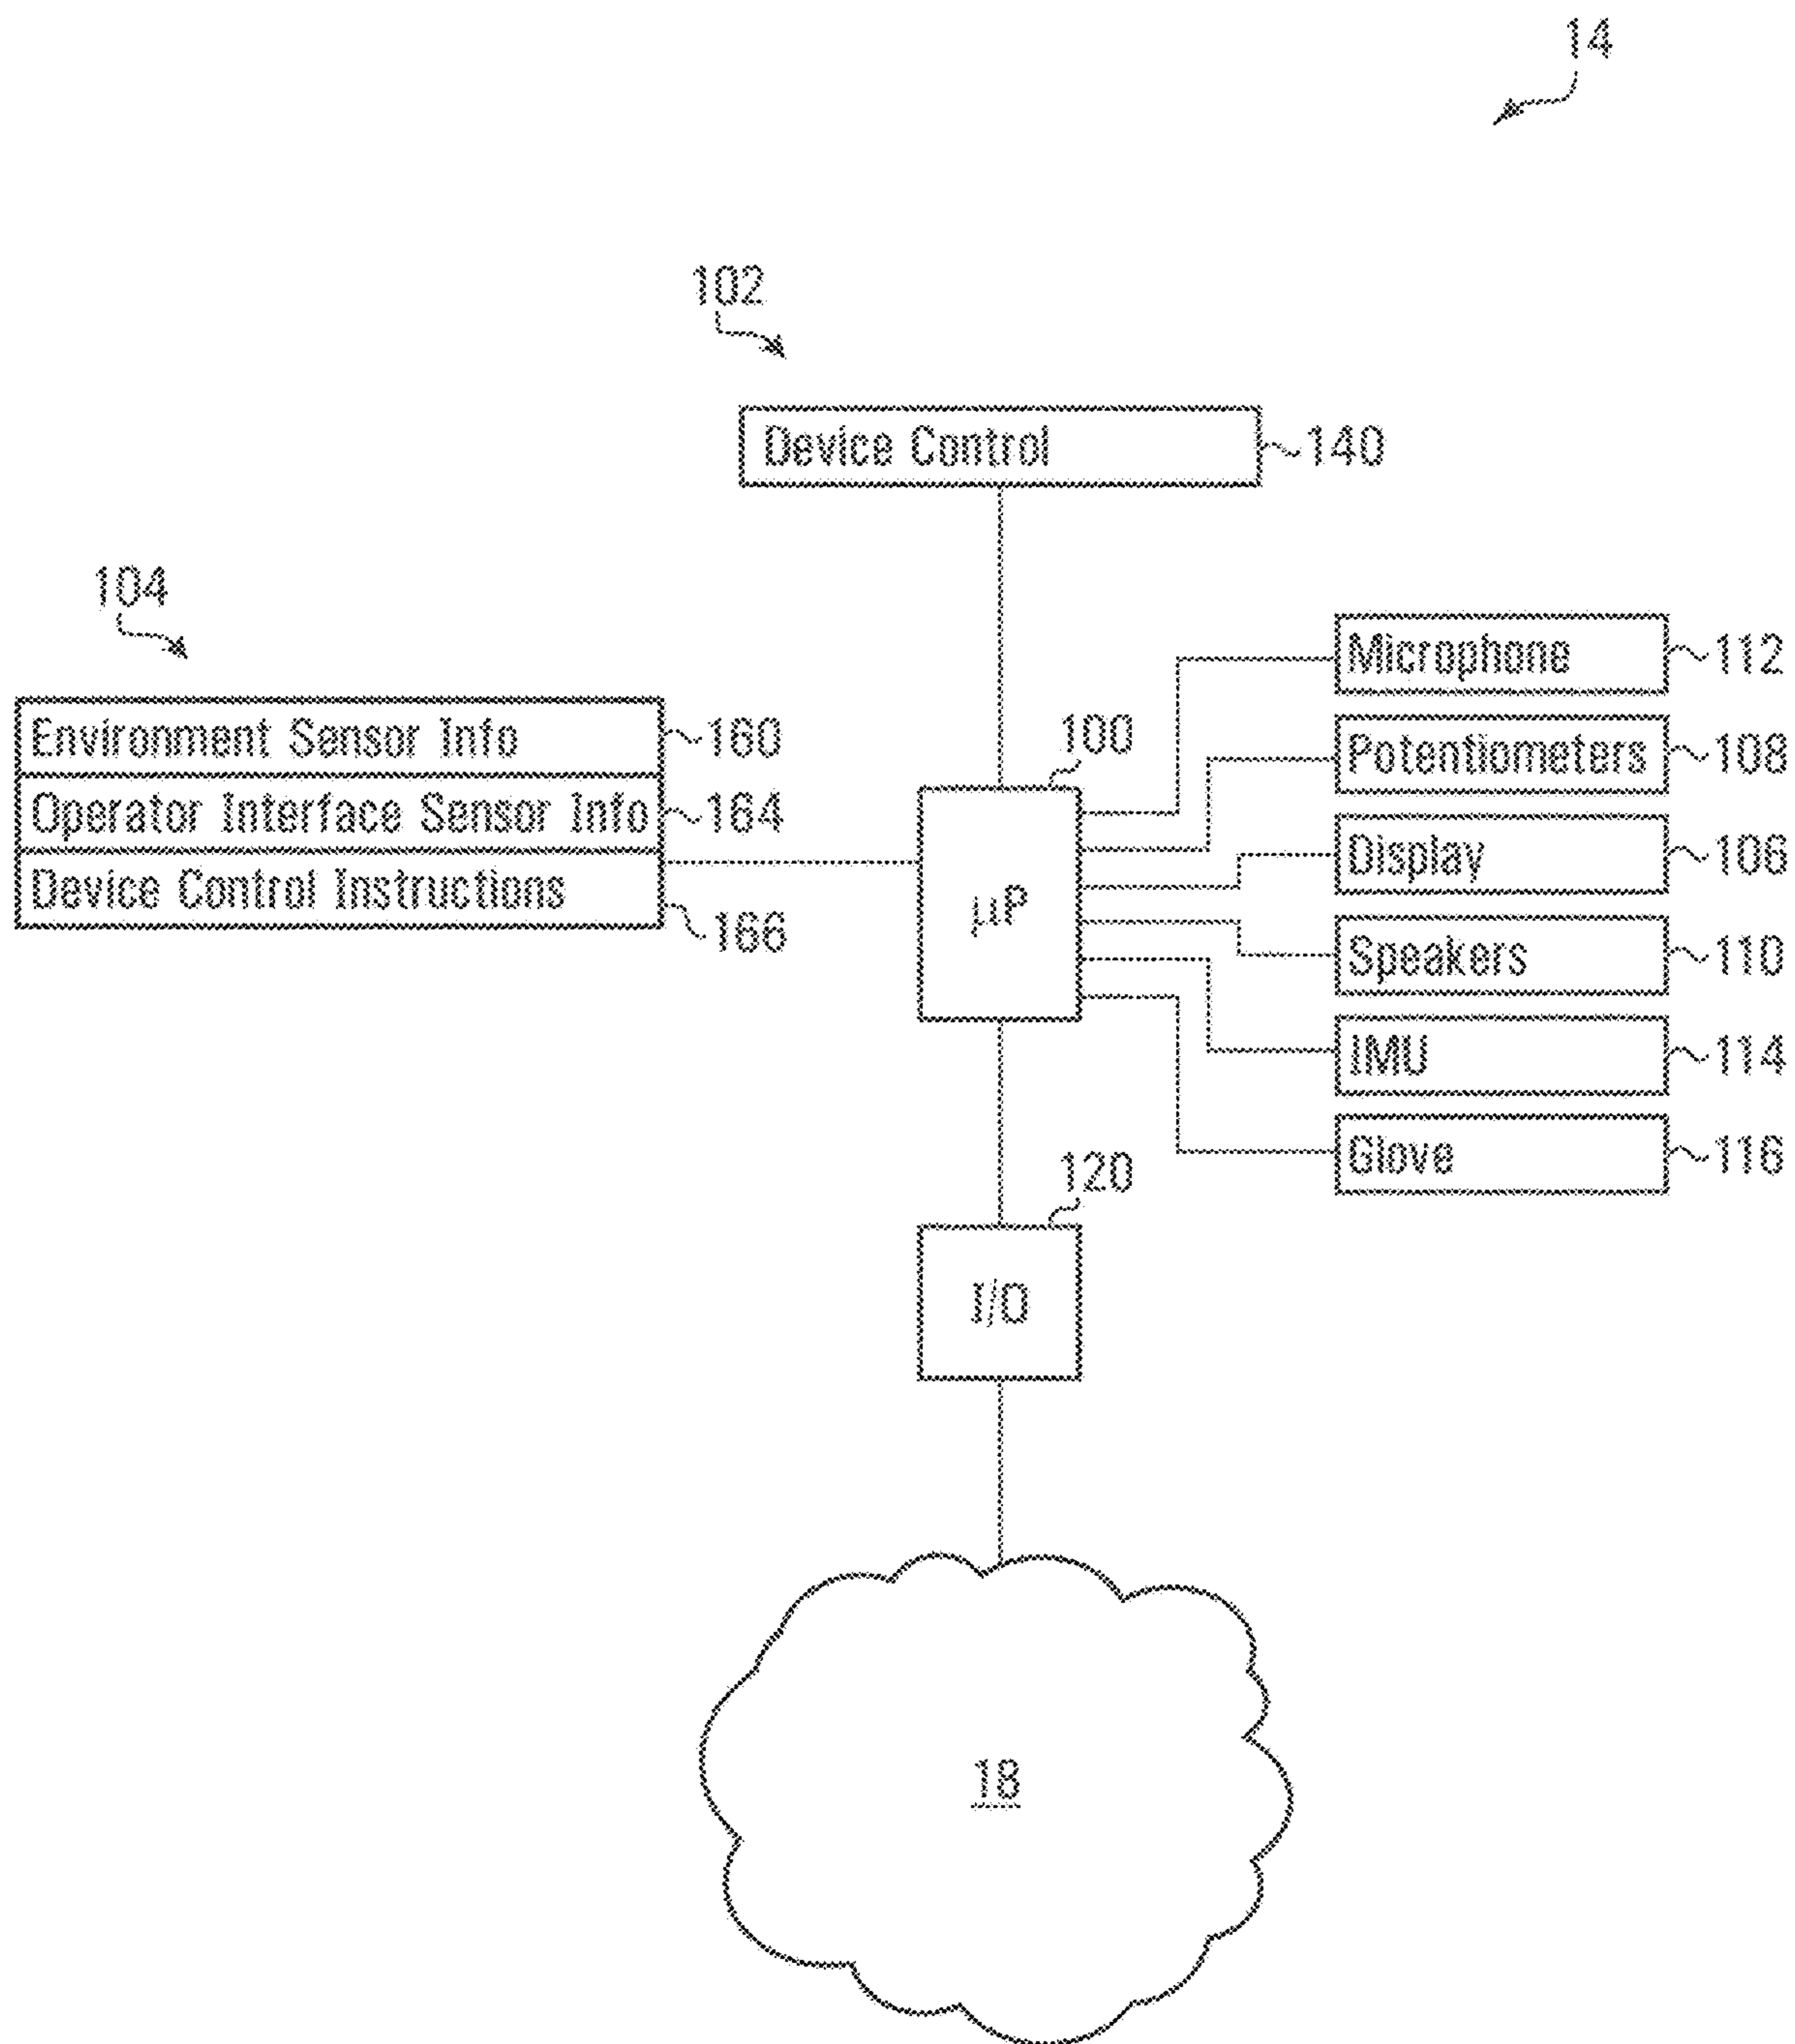 14
102
Device Control 140
104
Microphone 112
Environment Sensor Info 160
100
Potentiometers 108
Operator Interface Sensor Info 164
Display 106
Device Control Instructions
166
µP
Speakers 110
IMU 114
Glove 116
120
I/O
18